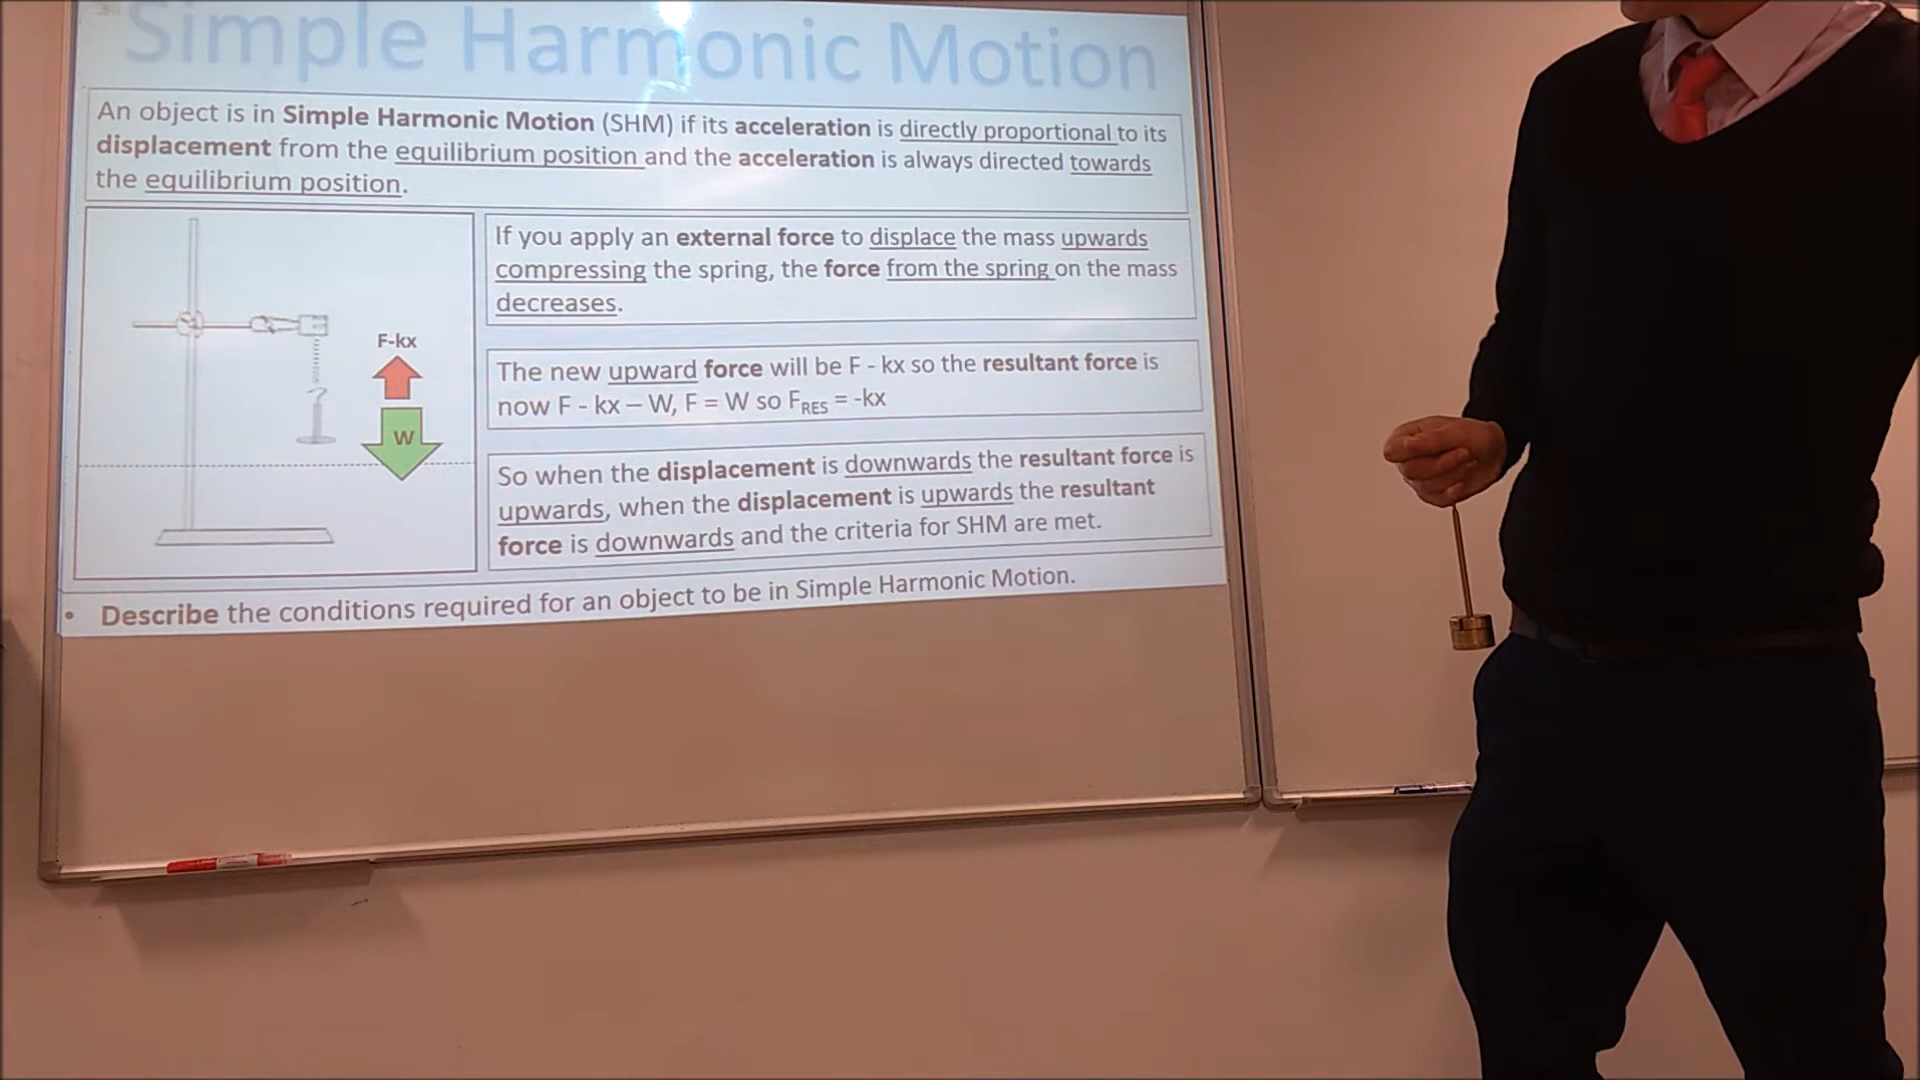 Simple Harmonic Motion
An object is in Simple Harmonic Motion (SHM) if its acceleration is directly proportional to its
displacement from the equilibrium position and the acceleration is always directed towards
the equilibrium position.
F-kx
W
If you apply an external force to displace the mass upwards
compressing the spring, the force from the spring on the mass
decreases.
The new upward force will be F - kx so the resultant force is
now F - kx – W, F = W so FRES = -kx
So when the displacement is downwards the resultant force is
upwards, when the displacement is upwards the resultant
force is downwards and the criteria for SHM are met.
• Describe the conditions required for an object to be in Simple Harmonic Motion.